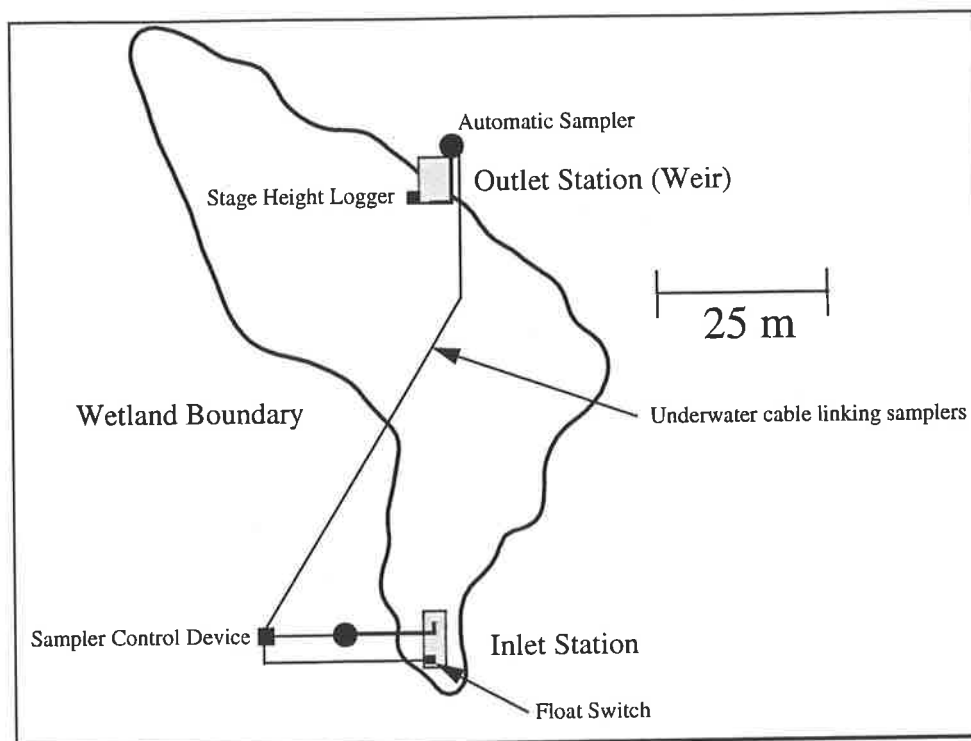 Automatic Sampler
Outlet Station (Weir)
Stage Height Logger
25 m
Wetland Boundary
Underwater cable linking samplers
Sampler Control Device
Inlet Station
Float Switch